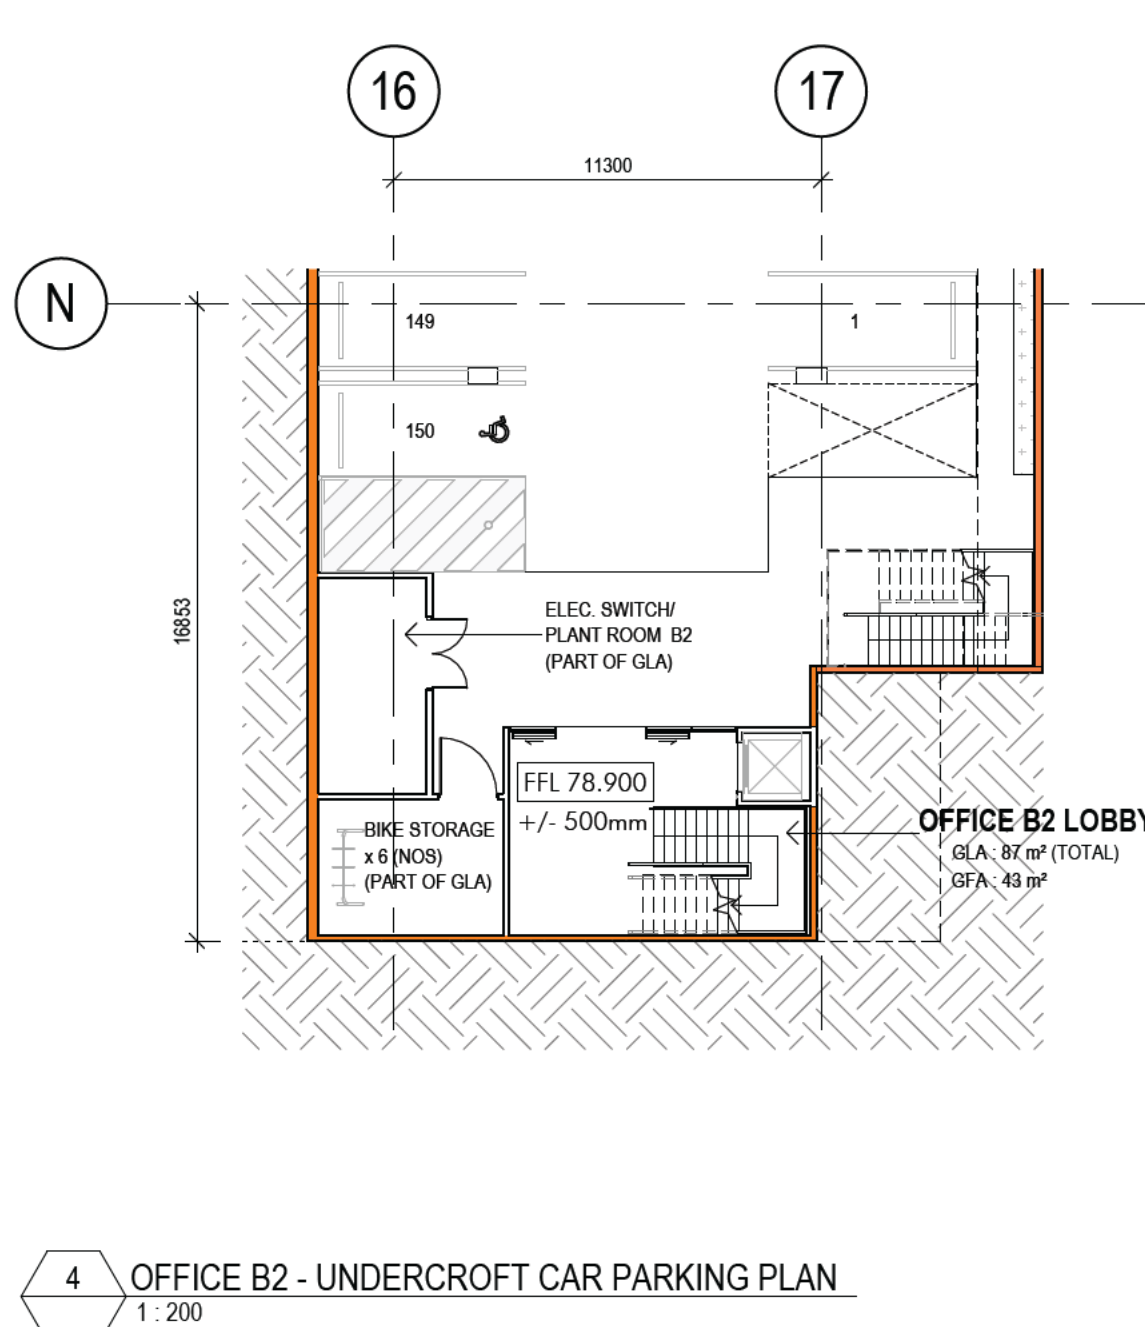 16
17
11300
N
149
1
150
16853
ELEC. SWITCH/
PLANT ROOM B2
(PART OF GLA)
FFL 78.900
+/- 500mm
BIKE STORAGE
x 6 (NOS)
(PART OF GLA)
OFFICE B2 LOBBY
GLA : 87 m² (TOTAL)
GFA : 43 m²
4
OFFICE B2 - UNDERCROFT CAR PARKING PLAN
1 : 200